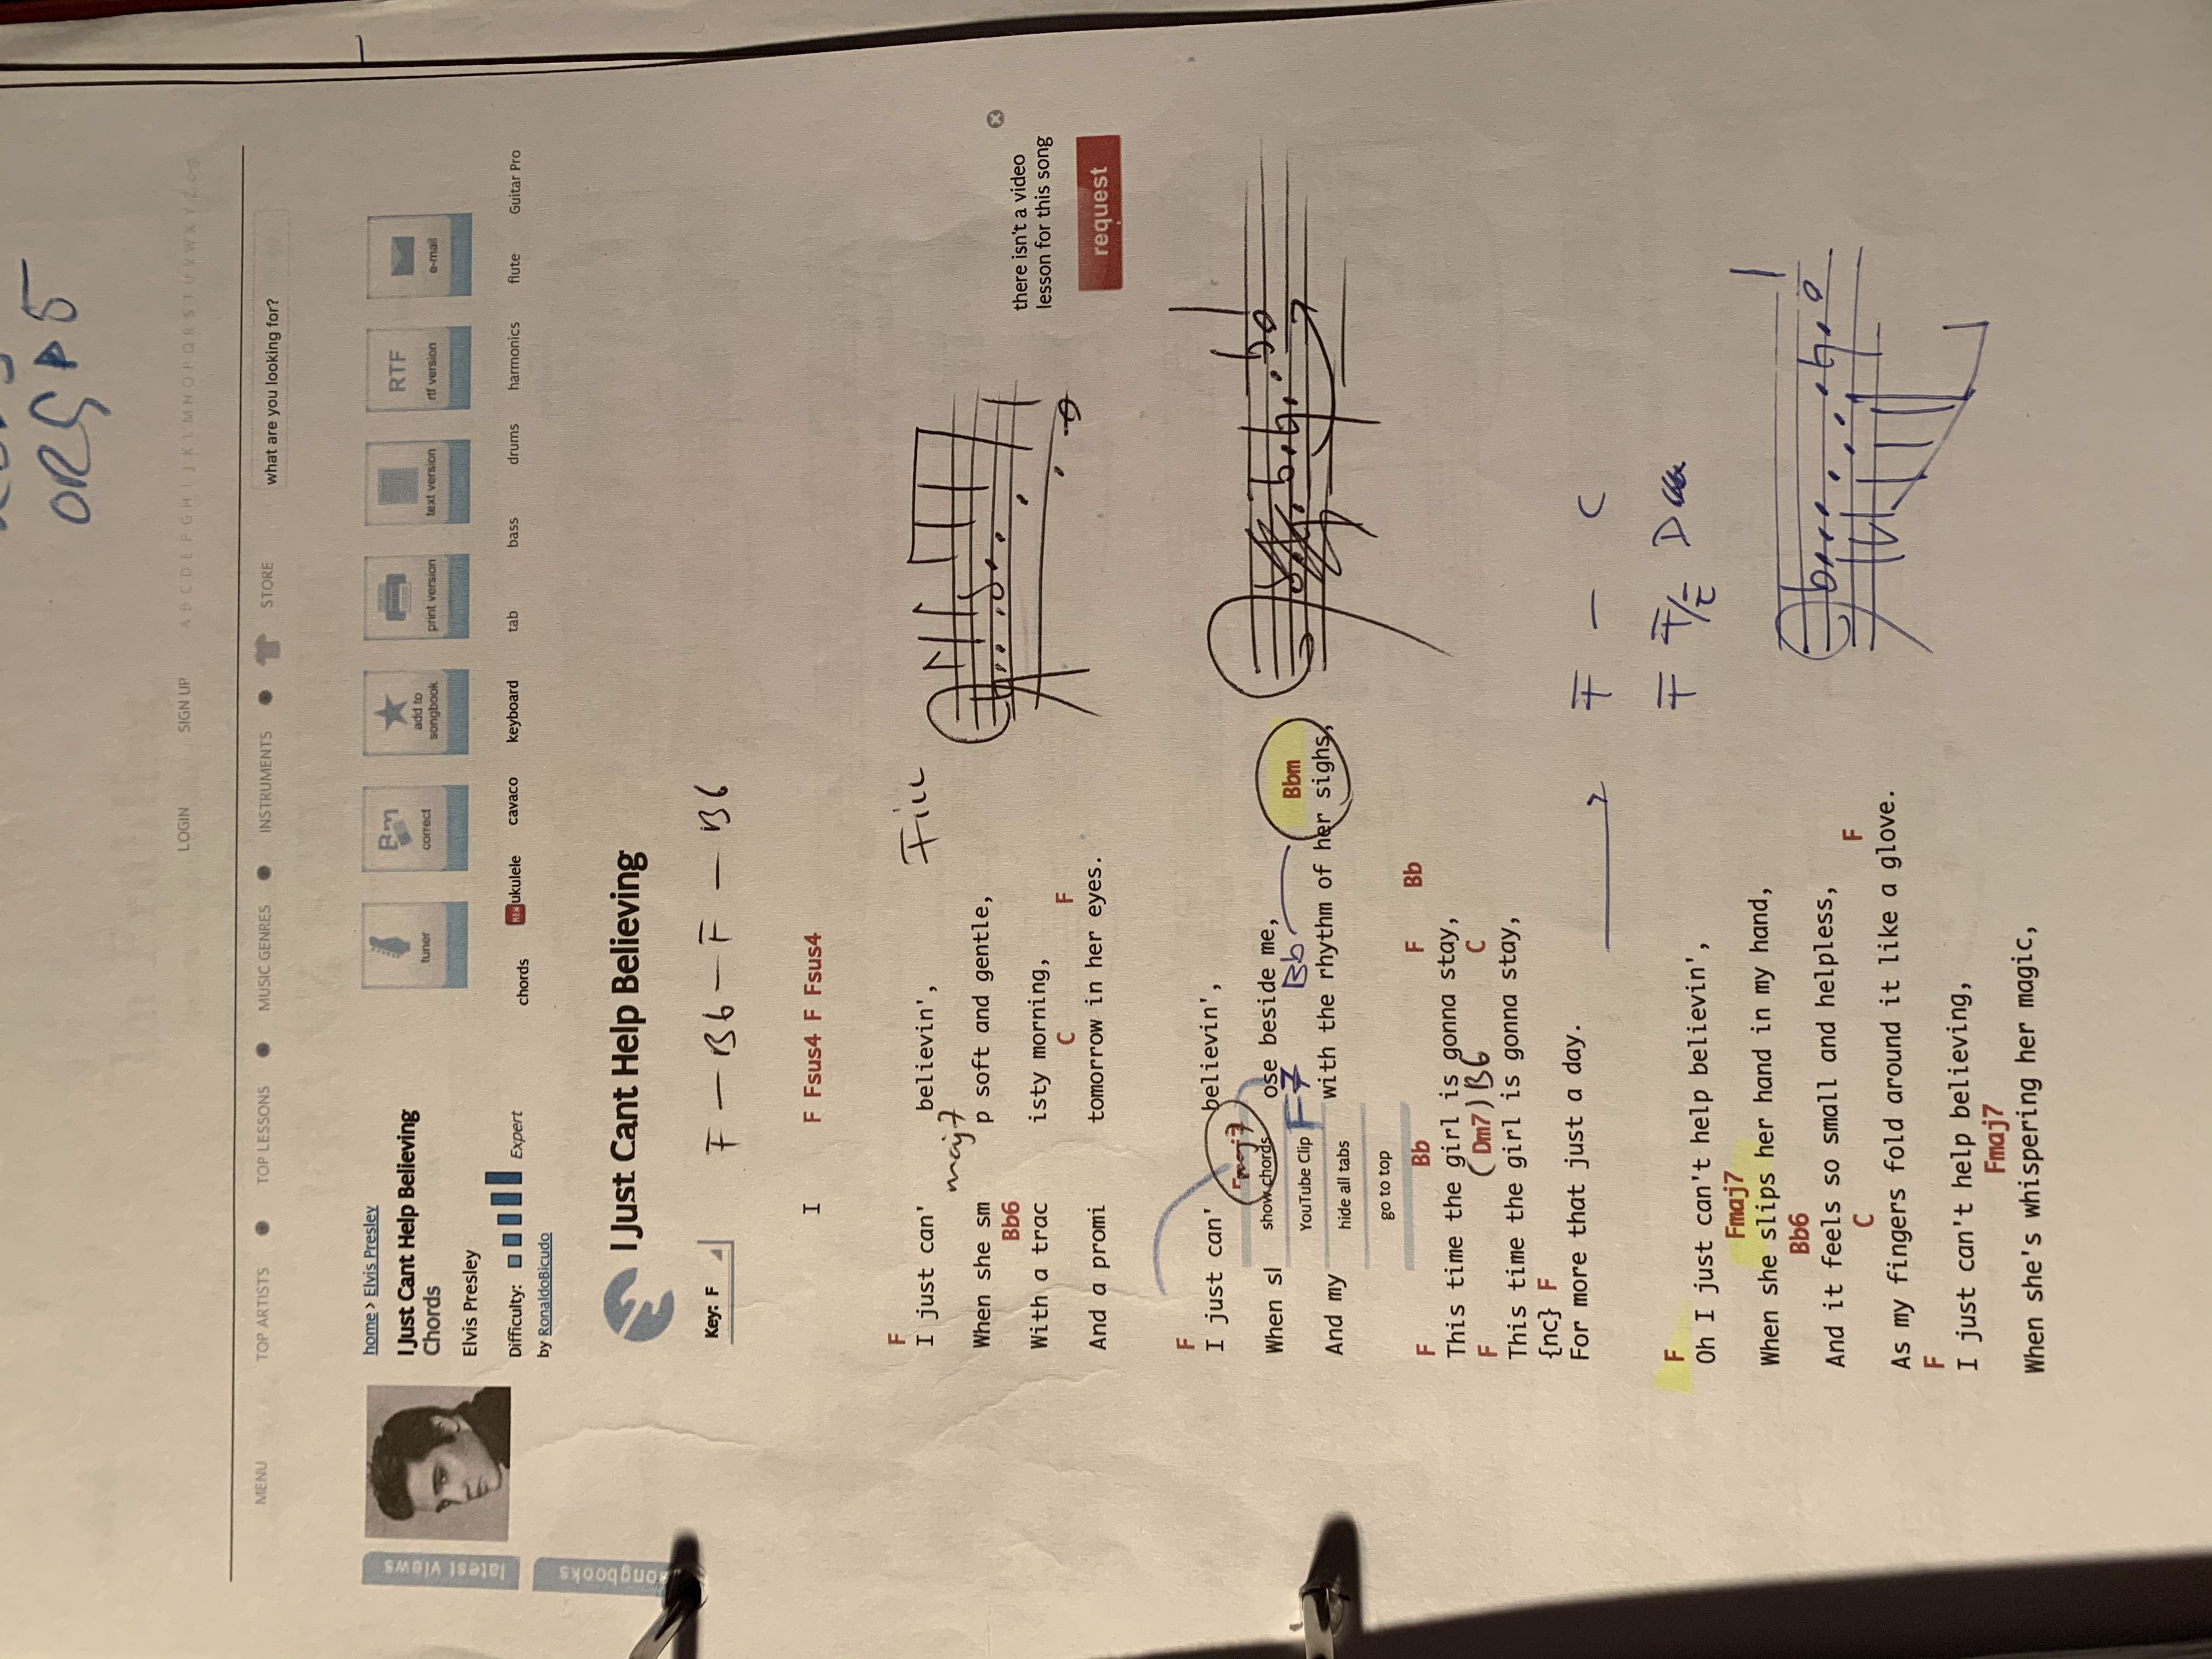 ORG ▸ 5
LOGIN SIGN UP A B C D E F G H I J K L M N O P Q R S T U V W X Y Z
MENU TOP ARTISTS ● TOP LESSONS ● MUSIC GENRES ● INSTRUMENTS ● STORE what are you looking for?
latest views
songbooks
home > Elvis Presley
I Just Cant Help Believing
Chords
Elvis Presley
Difficulty: Expert
by RonaldoBicudo
tuner
Bm correct
add to songbook
print version
text version
RTF rtf version
e-mail
chords NEW ukulele cavaco keyboard tab bass drums harmonics flute Guitar Pro
I Just Cant Help Believing
Key: F
F – B6 – F – B6
I F Fsus4 F Fsus4
F
I just can' believin', Fill
maj7
When she sm p soft and gentle,
Bb6
With a trac isty morning,
C F
And a promi tomorrow in her eyes.
there isn't a video
lesson for this song
request
F
I just can' believin',
Fmaj7
When sl show chords ose beside me,
YouTube Clip F7 Bb Bbm
And my with the rhythm of her sighs,
hide all tabs
go to top
F Bb F Bb
This time the girl is gonna stay,
F (Dm7) B6 C
This time the girl is gonna stay,
{nc} F
For more that just a day.
F – C
F F/E D
F
Oh I just can't help believin',
Fmaj7
When she slips her hand in my hand,
Bb6
And it feels so small and helpless,
C F
As my fingers fold around it like a glove.
F
I just can't help believing,
Fmaj7
When she's whispering her magic,